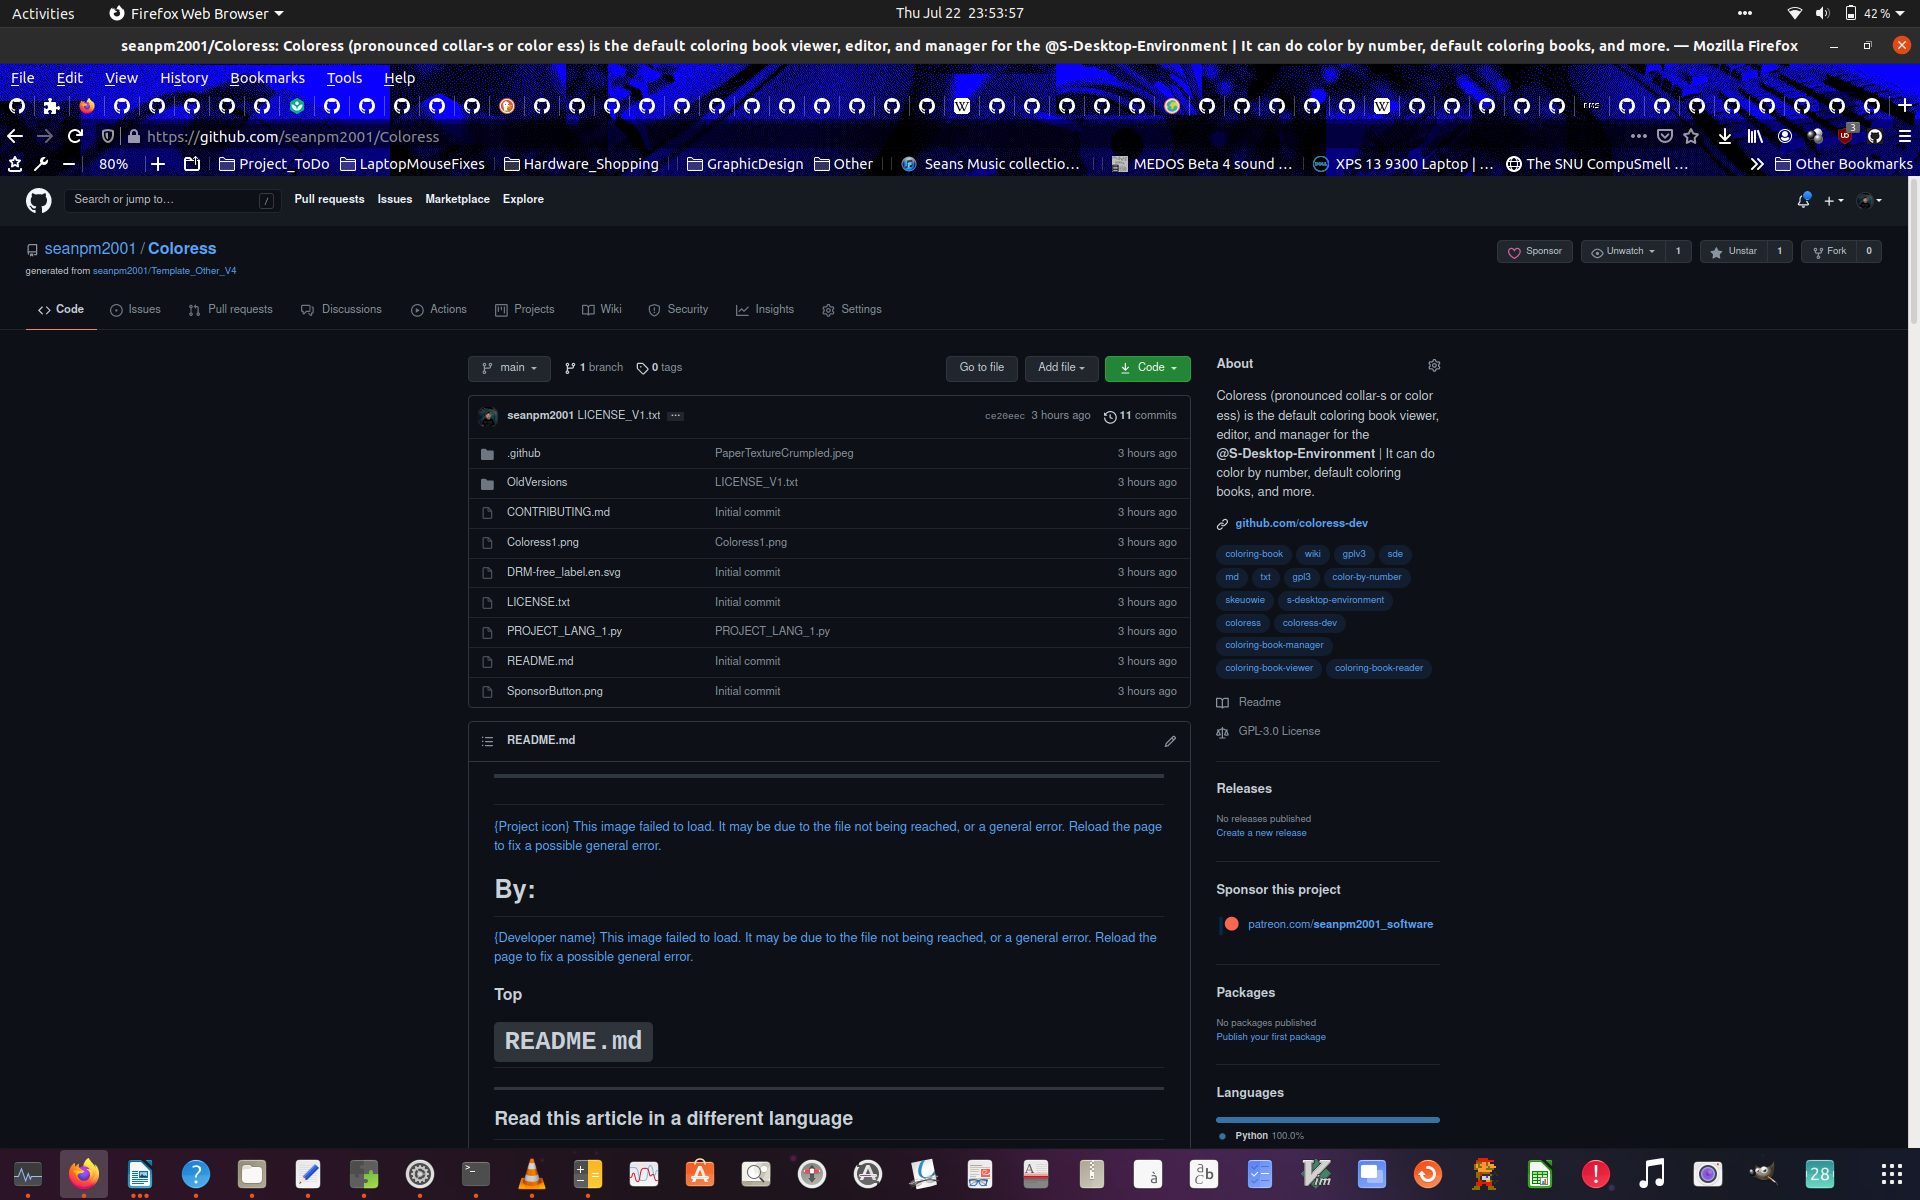 Activities
Firefox Web Browser
Thu Jul 22  23:53:57
42 %
seanpm2001/Coloress: Coloress (pronounced collar-s or color ess) is the default coloring book viewer, editor, and manager for the @S-Desktop-Environment | It can do color by number, default coloring books, and more. — Mozilla Firefox
File Edit View History Bookmarks Tools Help
https://github.com/seanpm2001/Coloress
3
80%
Project_ToDo
LaptopMouseFixes
Hardware_Shopping
GraphicDesign
Other
Seans Music collectio…
MEDOS Beta 4 sound …
XPS 13 9300 Laptop | …
The SNU CompuSmell …
Other Bookmarks
Search or jump to…
/
Pull requests Issues Marketplace Explore
seanpm2001 / Coloress
generated from seanpm2001/Template_Other_V4
Sponsor
Unwatch 1
Unstar 1
Fork 0
Code
Issues
Pull requests
Discussions
Actions
Projects
Wiki
Security
Insights
Settings
main
1 branch
0 tags
Go to file
Add file
Code
seanpm2001 LICENSE_V1.txt ...
ce20eec 3 hours ago
11 commits
.github PaperTextureCrumpled.jpeg 3 hours ago
OldVersions LICENSE_V1.txt 3 hours ago
CONTRIBUTING.md Initial commit 3 hours ago
Coloress1.png Coloress1.png 3 hours ago
DRM-free_label.en.svg Initial commit 3 hours ago
LICENSE.txt Initial commit 3 hours ago
PROJECT_LANG_1.py PROJECT_LANG_1.py 3 hours ago
README.md Initial commit 3 hours ago
SponsorButton.png Initial commit 3 hours ago
README.md
{Project icon} This image failed to load. It may be due to the file not being reached, or a general error. Reload the page
to fix a possible general error.
By:
{Developer name} This image failed to load. It may be due to the file not being reached, or a general error. Reload the
page to fix a possible general error.
Top
README.md
Read this article in a different language
About
Coloress (pronounced collar-s or color
ess) is the default coloring book viewer,
editor, and manager for the
@S-Desktop-Environment | It can do
color by number, default coloring
books, and more.
github.com/coloress-dev
coloring-book wiki gplv3 sde
md txt gpl3 color-by-number
skeuowie s-desktop-environment
coloress coloress-dev
coloring-book-manager
coloring-book-viewer coloring-book-reader
Readme
GPL-3.0 License
Releases
No releases published
Create a new release
Sponsor this project
patreon.com/seanpm2001_software
Packages
No packages published
Publish your first package
Languages
Python 100.0%
28